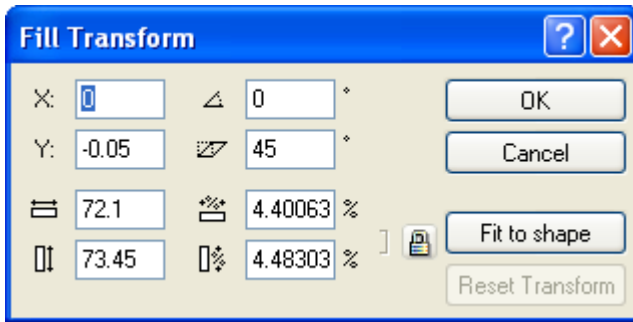 Fill Transform
X: 0 0 °
OK
Y: -0.05 45 °
Cancel
72.1 4.40063 %
Fit to shape
73.45 4.48303 %
Reset Transform